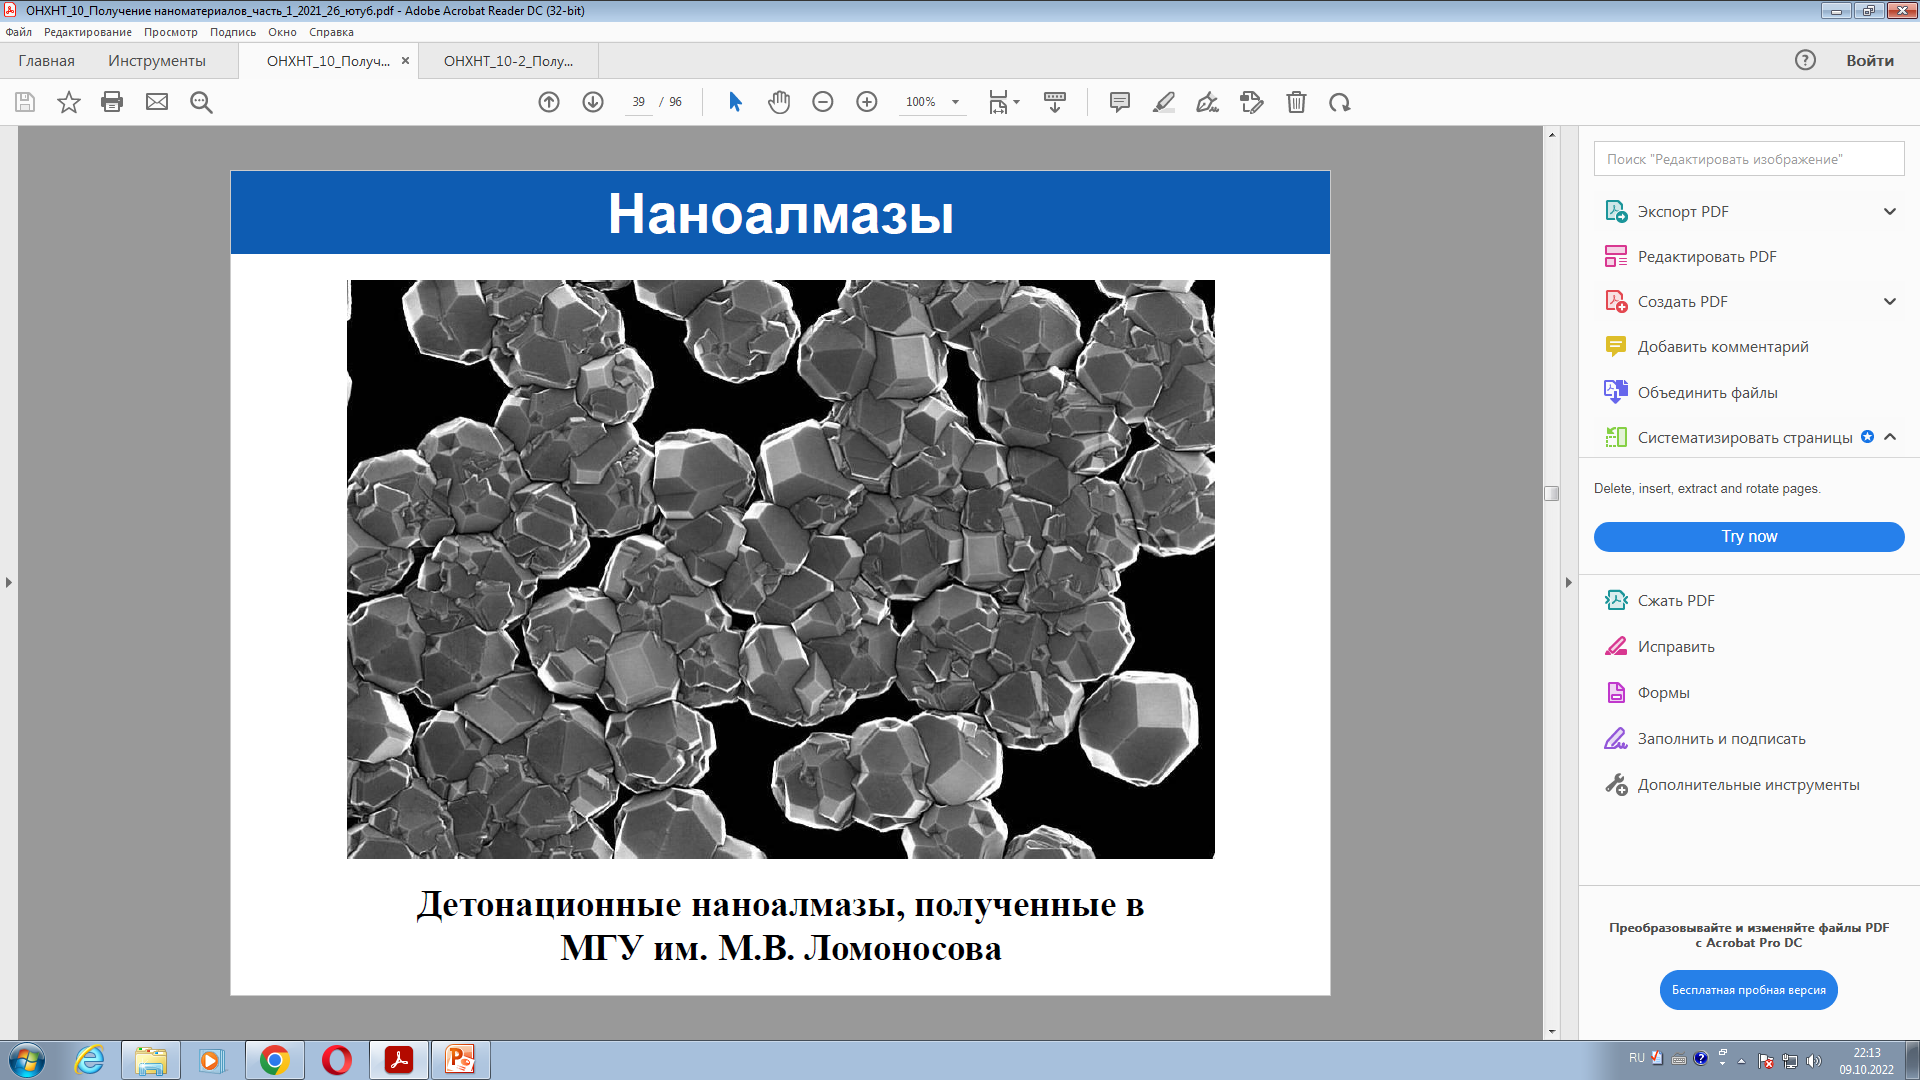 ОНХНТ_10_Получение наноматериалов_часть_1_2021_26_ютуб.pdf - Adobe Acrobat Reader DC (32-bit)
Файл Редактирование Просмотр Подпись Окно Справка
Главная Инструменты ОНХНТ_10_Получ... × ОНХНТ_10-2_Полу... ? Войти
39 / 96 100%
Наноалмазы
Детонационные наноалмазы, полученные в
МГУ им. М.В. Ломоносова
Поиск "Редактировать изображение"
Экспорт PDF
Редактировать PDF
Создать PDF
Добавить комментарий
Объединить файлы
Систематизировать страницы
Delete, insert, extract and rotate pages.
Try now
Сжать PDF
Исправить
Формы
Заполнить и подписать
Дополнительные инструменты
Преобразовывайте и изменяйте файлы PDF
с Acrobat Pro DC
Бесплатная пробная версия
RU 22:13
09.10.2022